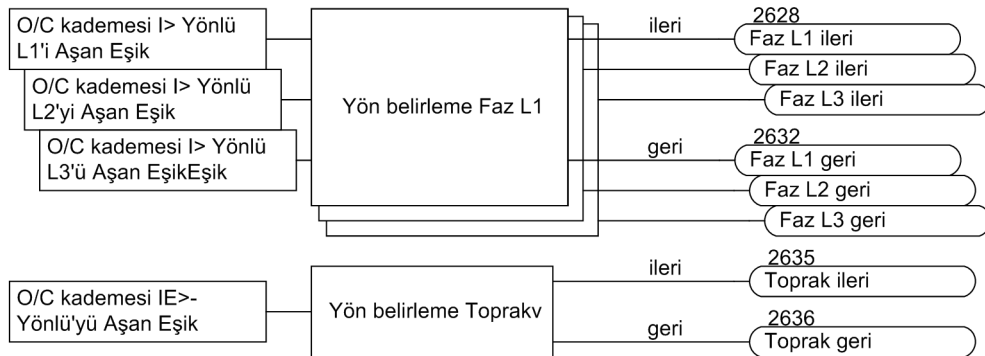 O/C kademesi I> Yönlü
L1'i Aşan Eşik
O/C kademesi I> Yönlü
L2'yi Aşan Eşik
O/C kademesi I> Yönlü
L3'ü Aşan EşikEşik
Yön belirleme Faz L1
ileri
2628
Faz L1 ileri
Faz L2 ileri
Faz L3 ileri
geri
2632
Faz L1 geri
Faz L2 geri
Faz L3 geri
O/C kademesi IE>-
Yönlü'yü Aşan Eşik
Yön belirleme Toprakv
ileri
2635
Toprak ileri
geri
2636
Toprak geri